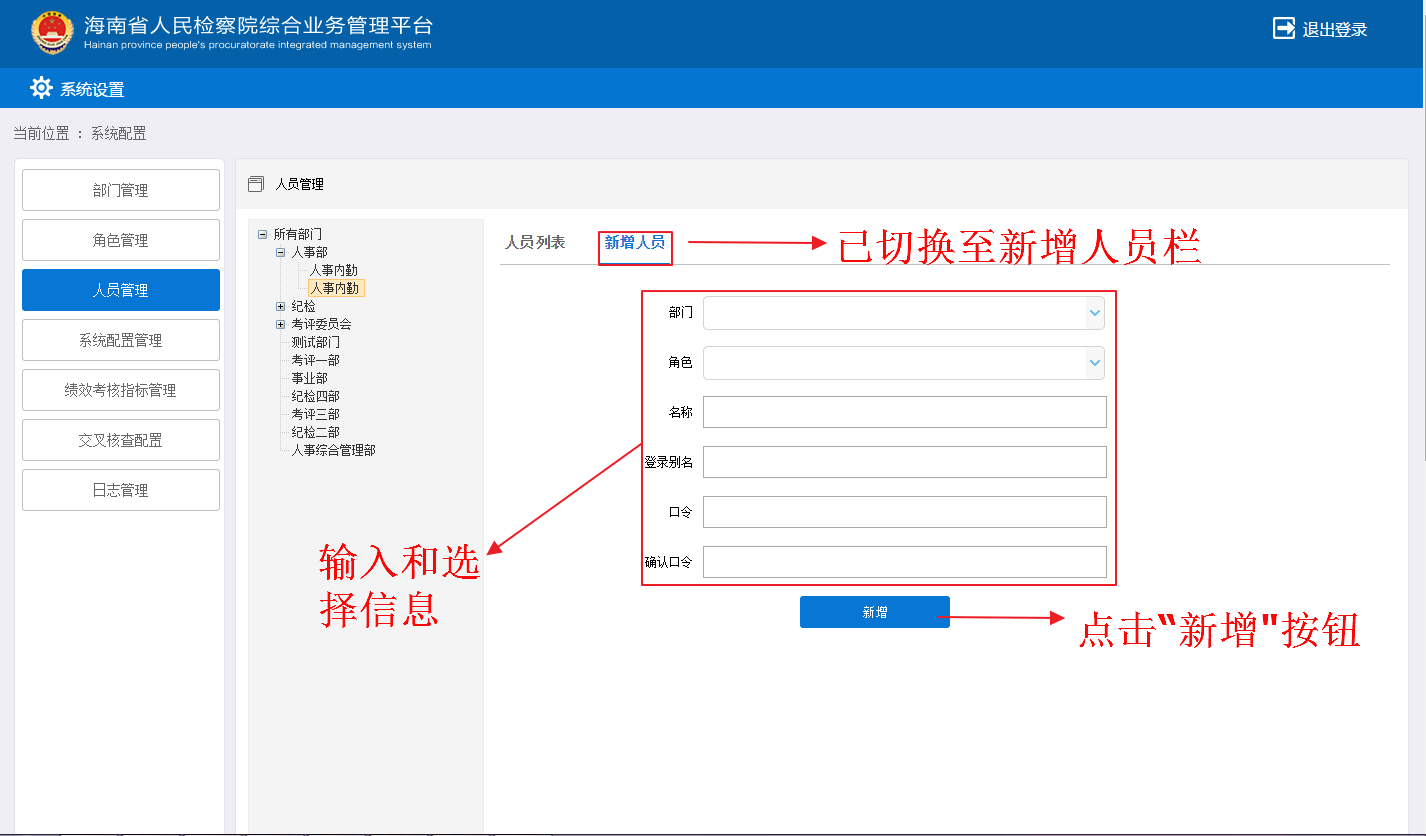 海南省人民检察院综合业务管理平台
Hainan province people's procuratorate integrated management system
退出登录
系统设置
当前位置 ： 系统配置
部门管理
角色管理
人员管理
系统配置管理
绩效考核指标管理
交叉核查配置
日志管理
人员管理
所有部门
人事部
人事内勤
人事内勤
纪检
考评委员会
测试部门
考评一部
事业部
纪检四部
考评三部
纪检二部
人事综合管理部
人员列表
新增人员
已切换至新增人员栏
部门
角色
名称
登录别名
口令
确认口令
输入和选
择信息
新增
点击“新增"按钮